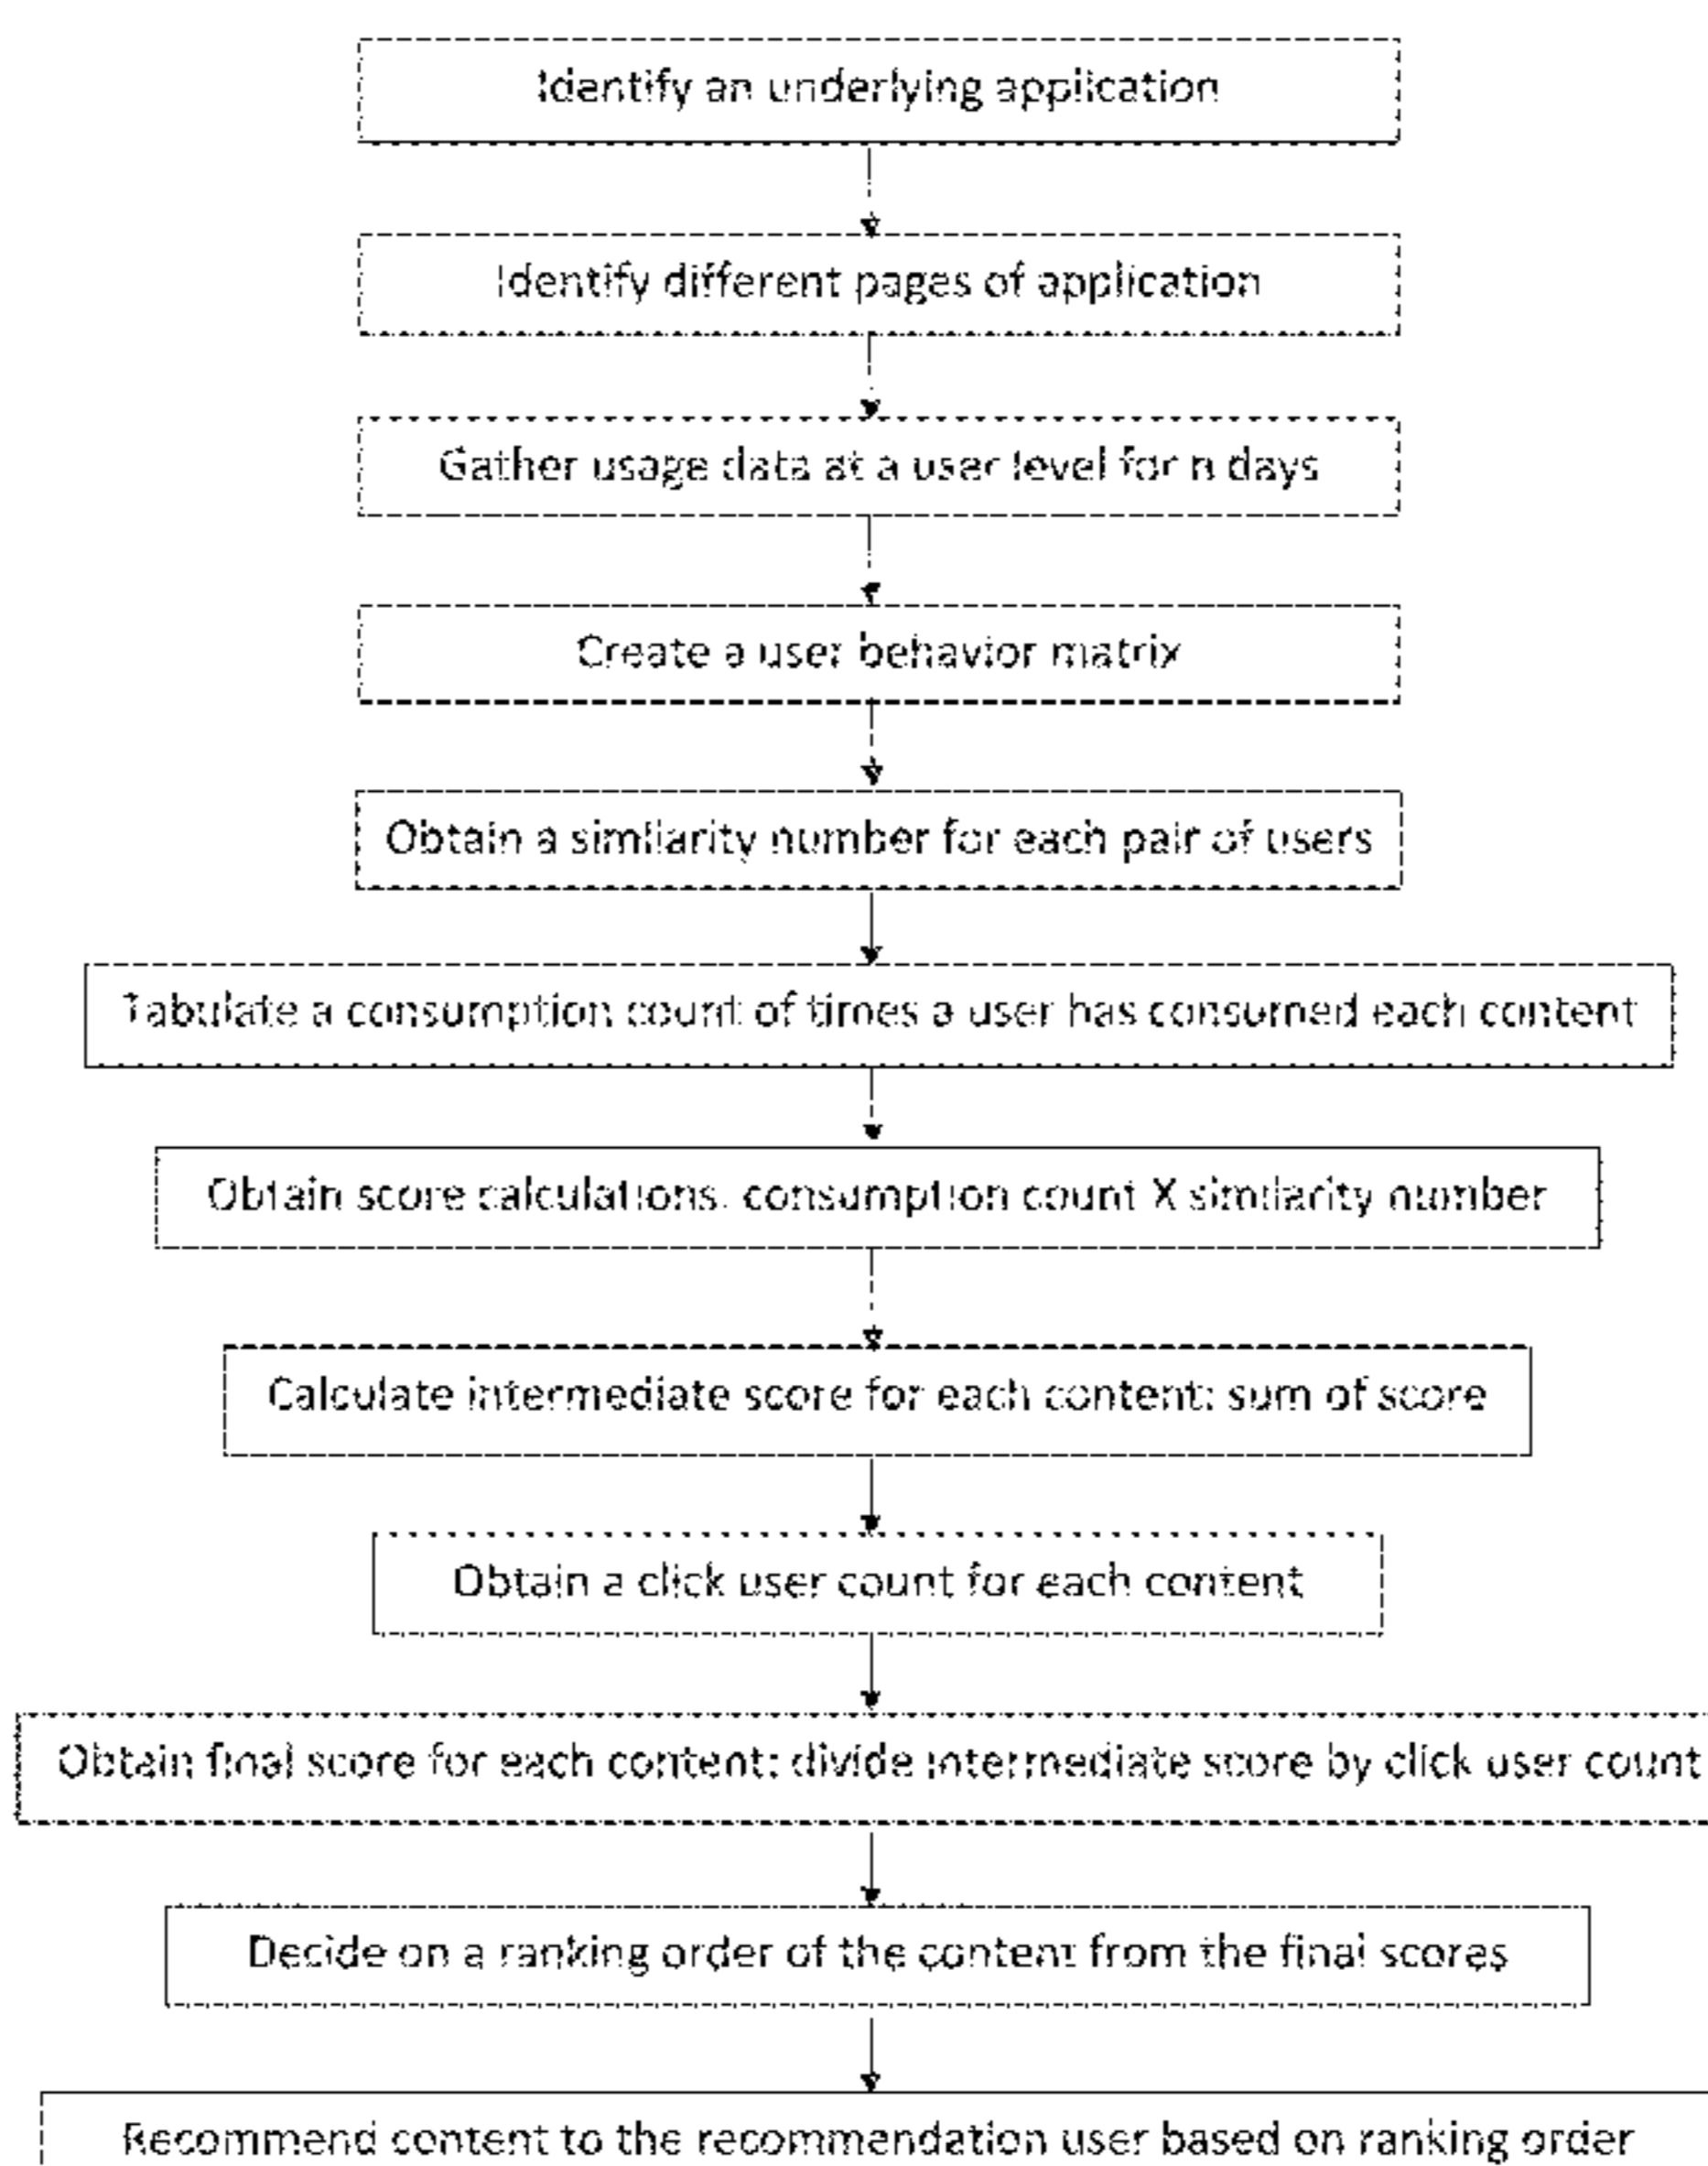 Identify an underlying application
Identify different pages of application
Gather usage data at a user level for n days
Create a user behavior matrix
Obtain a similarity number for each pair of users
Tabulate a consumption count of times a user has consumed each content
Obtain score calculations. consumption count X similarity number
Calculate intermediate score for each content: sum of score
Obtain a click user count for each content
Obtain final score for each content: divide intermediate score by click user count
Decide on a ranking order of the content from the final scores
Recommend content to the recommendation user based on ranking order